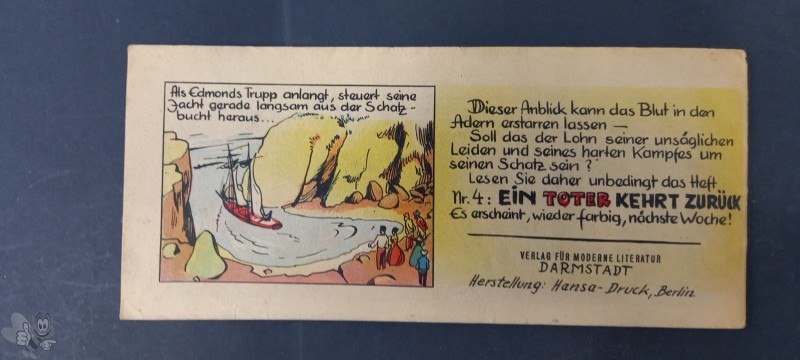 Als Edmonds Trupp anlangt, steuert seine
Jacht gerade langsam aus der Schatz-
bucht heraus...
Dieser Anblick kann das Blut in den
Adern erstarren lassen —
Soll das der Lohn seiner unsäglichen
Leiden und seines harten Kampfes um
seinen Schatz sein?
Lesen Sie daher unbedingt das Heft
Nr. 4: EIN TOTER KEHRT ZURÜCK
Es erscheint, wieder farbig, nächste Woche!
VERLAG FÜR MODERNE LITERATUR
DARMSTADT
Herstellung: Hansa-Druck, Berlin